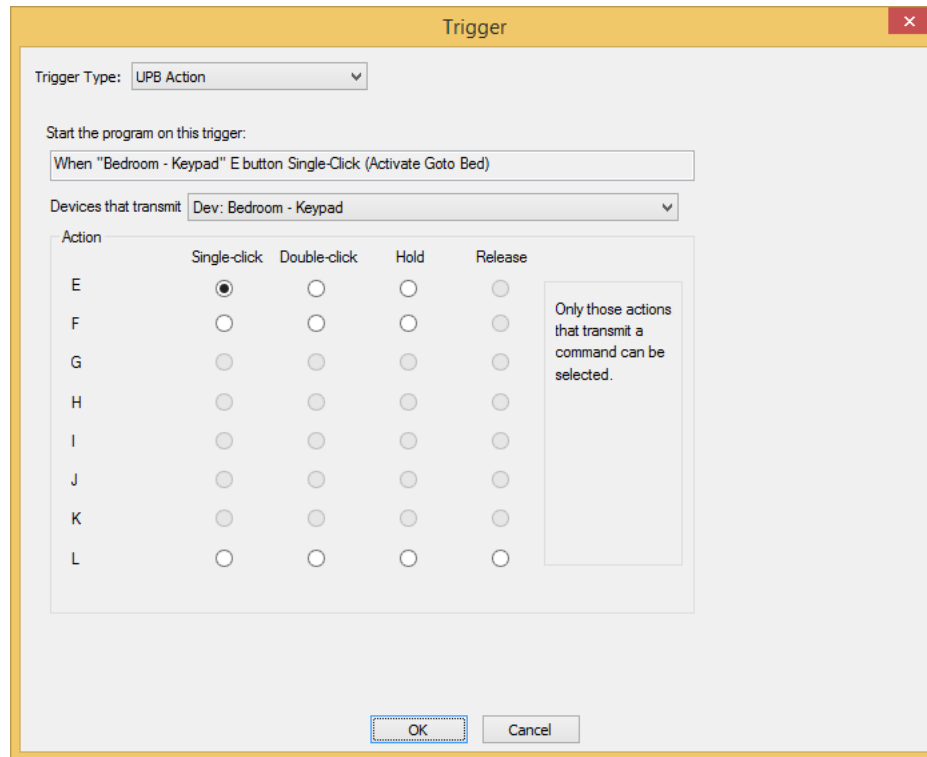 Trigger
Trigger Type: UPB Action
Start the program on this trigger:
When "Bedroom - Keypad" E button Single-Click (Activate Goto Bed)
Devices that transmit Dev: Bedroom - Keypad
Action
Single-click Double-click Hold Release
E
F
G
H
I
J
K
L
Only those actions
that transmit a
command can be
selected.
OK Cancel